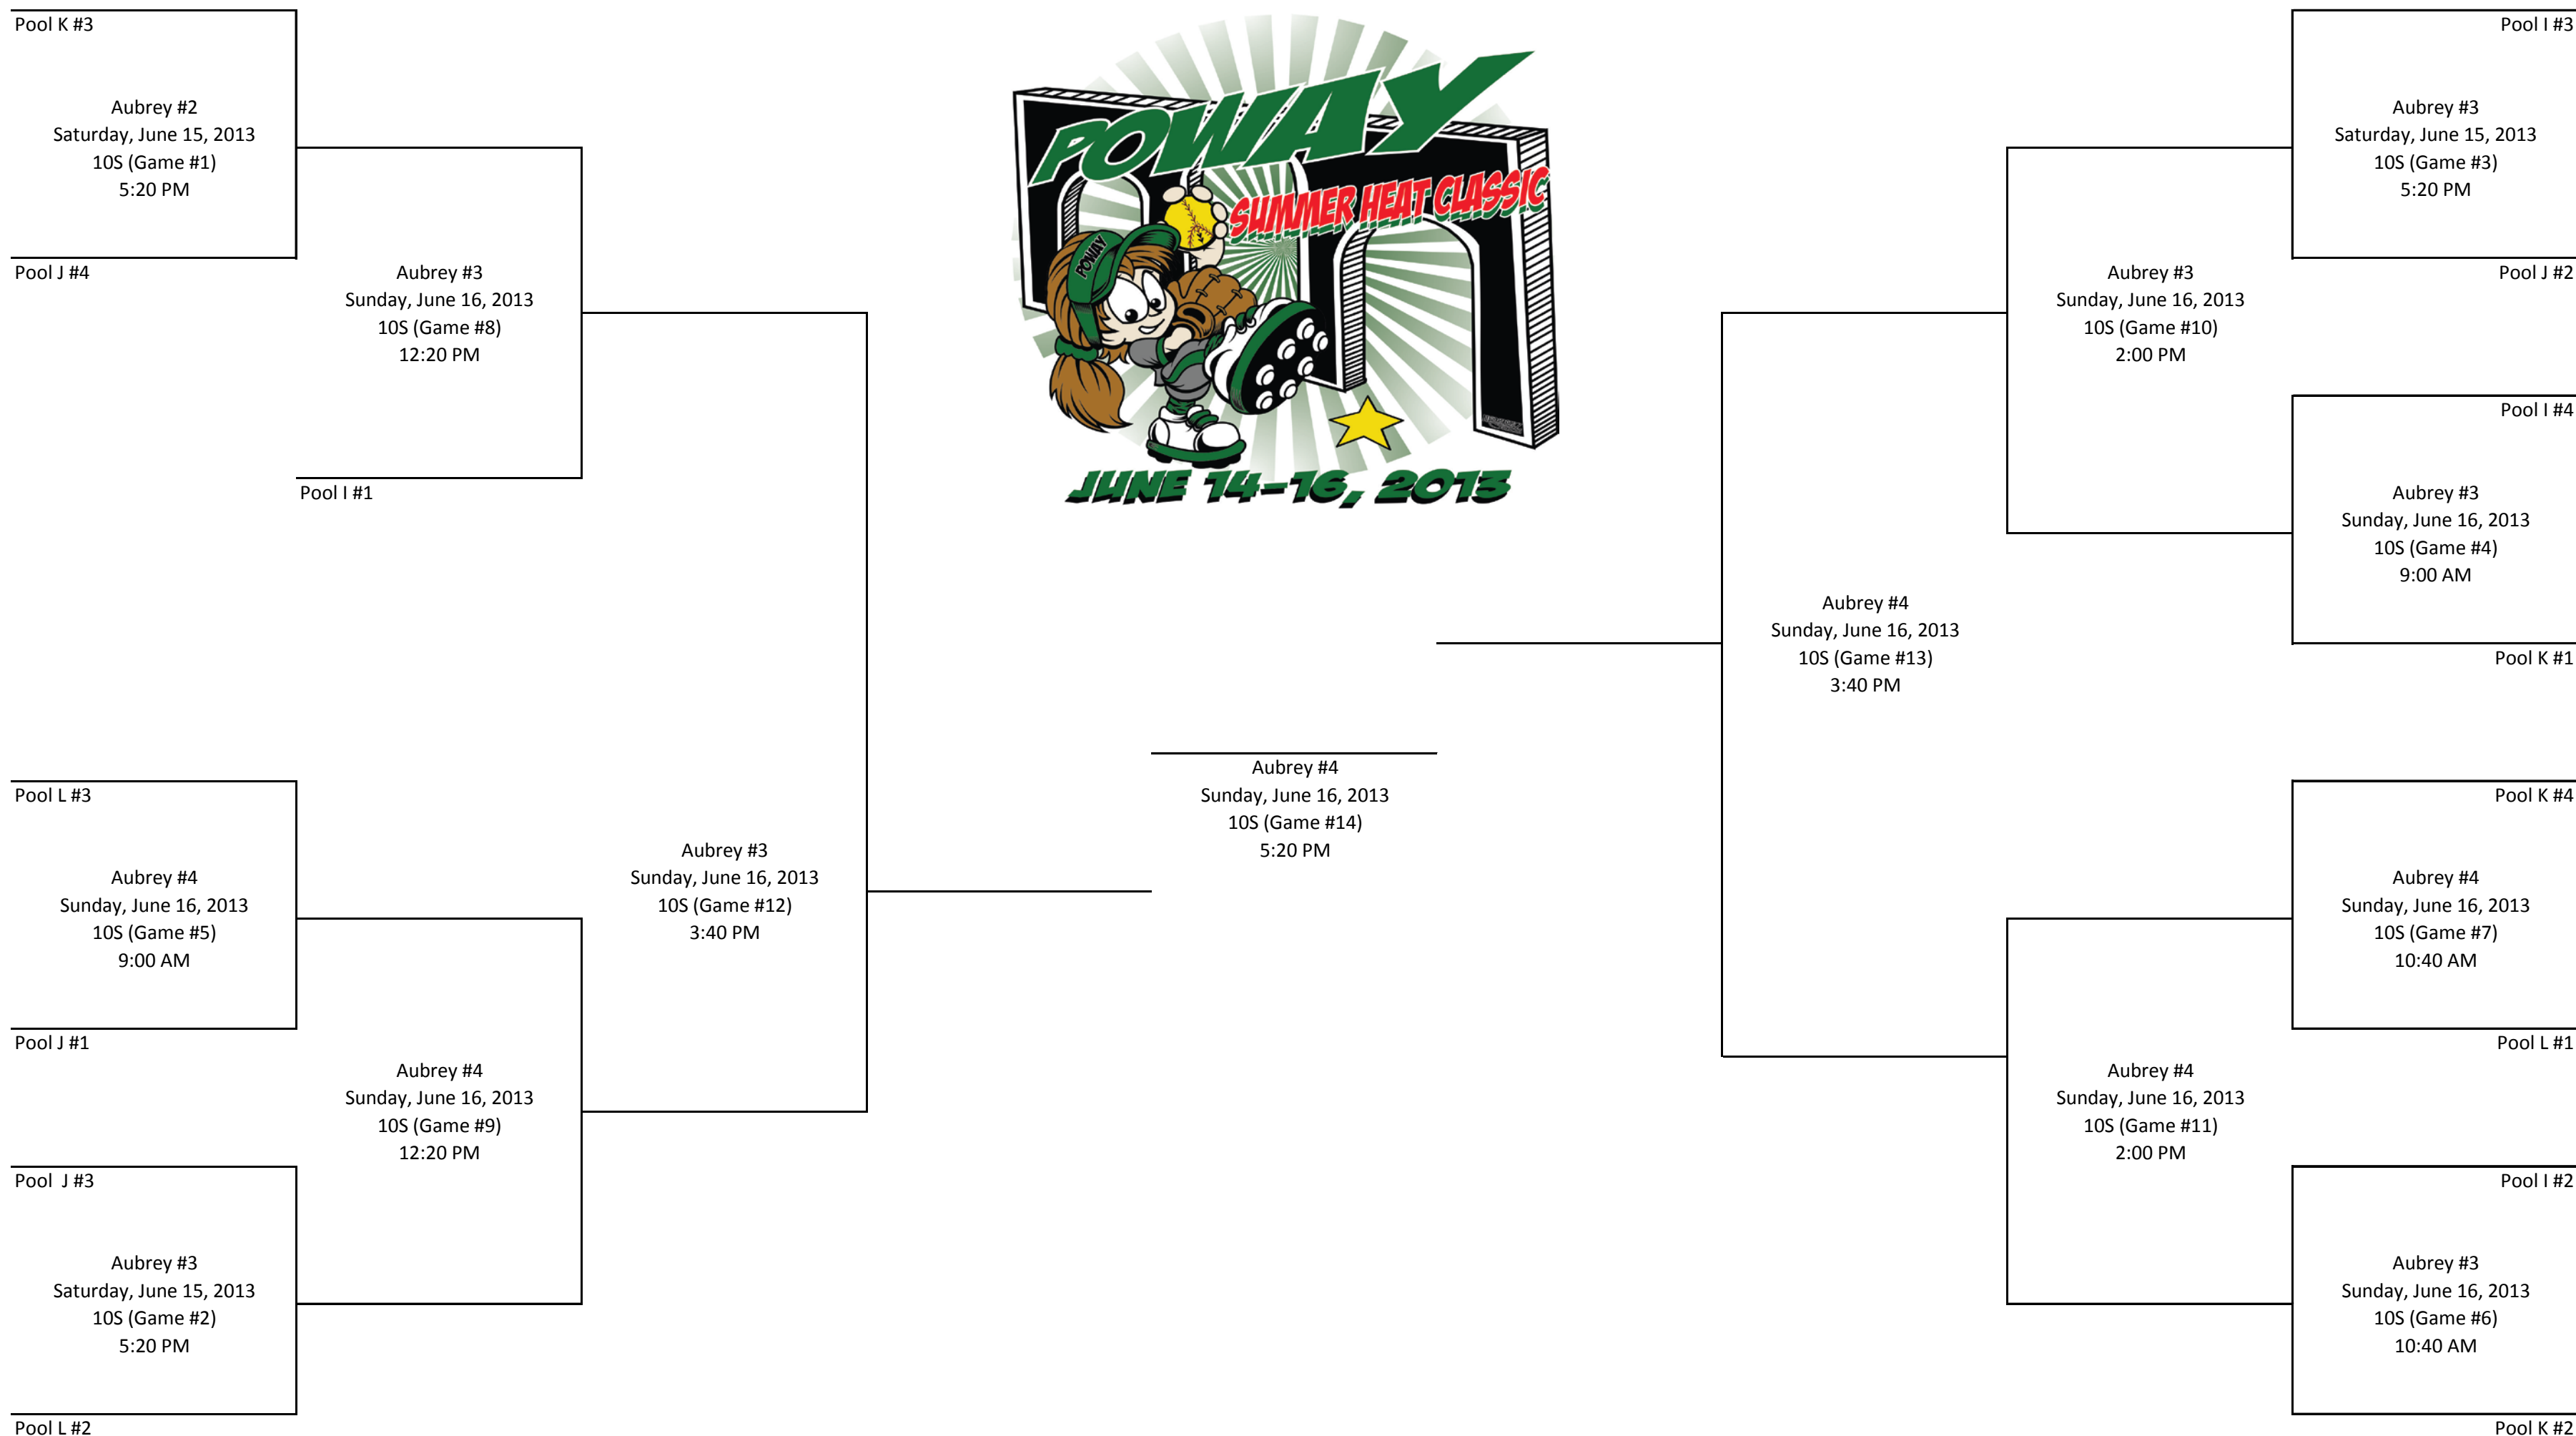 Pool K #3
Aubrey #2
Saturday, June 15, 2013
10S (Game #1)
5:20 PM
Pool J #4
Aubrey #3
Sunday, June 16, 2013
10S (Game #8)
12:20 PM
Pool I #1
Pool L #3
Aubrey #4
Sunday, June 16, 2013
10S (Game #5)
9:00 AM
Pool J #1
Aubrey #4
Sunday, June 16, 2013
10S (Game #9)
12:20 PM
Pool J #3
Aubrey #3
Saturday, June 15, 2013
10S (Game #2)
5:20 PM
Pool L #2
Aubrey #3
Sunday, June 16, 2013
10S (Game #12)
3:40 PM
POWAY
SUMMER HEAT CLASSIC
POWAY
JUNE 14-16, 2013
Aubrey #4
Sunday, June 16, 2013
10S (Game #14)
5:20 PM
Aubrey #4
Sunday, June 16, 2013
10S (Game #13)
3:40 PM
Aubrey #3
Sunday, June 16, 2013
10S (Game #10)
2:00 PM
Aubrey #4
Sunday, June 16, 2013
10S (Game #11)
2:00 PM
Pool I #3
Aubrey #3
Saturday, June 15, 2013
10S (Game #3)
5:20 PM
Pool J #2
Pool I #4
Aubrey #3
Sunday, June 16, 2013
10S (Game #4)
9:00 AM
Pool K #1
Pool K #4
Aubrey #4
Sunday, June 16, 2013
10S (Game #7)
10:40 AM
Pool L #1
Pool I #2
Aubrey #3
Sunday, June 16, 2013
10S (Game #6)
10:40 AM
Pool K #2